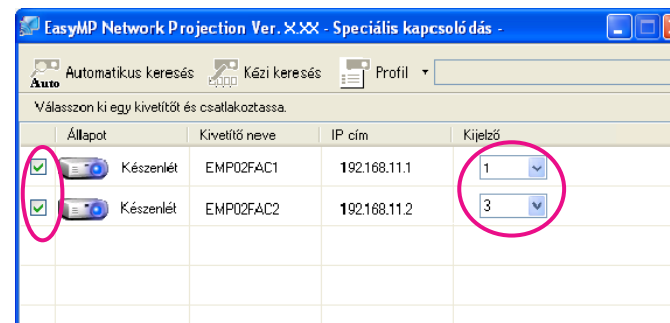 EasyMP Network Projection Ver. X.XX - Speciális kapcsolódás -
Auto Automatikus keresés Kézi keresés Profil
Válasszon ki egy kivetítőt és csatlakoztassa.
Állapot Kivetítő neve IP cím Kijelző
Készenlét EMP02FAC1 192.168.11.1 1
Készenlét EMP02FAC2 192.168.11.2 3